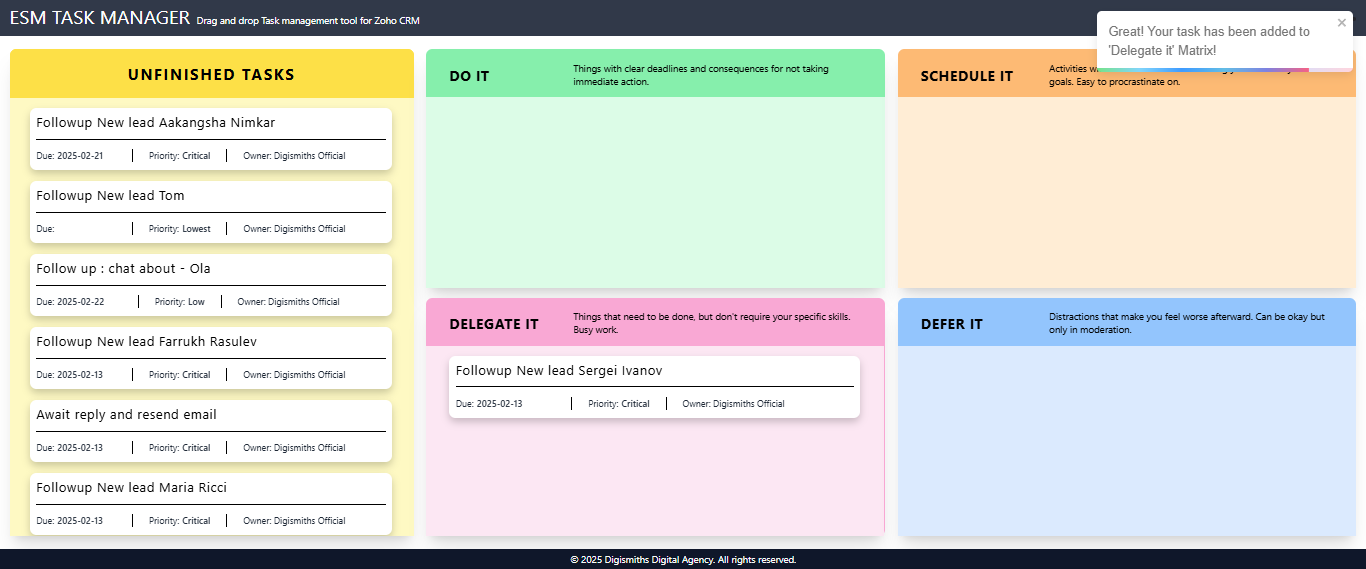 ESM TASK MANAGER Drag and drop Task management tool for Zoho CRM
Great! Your task has been added to
'Delegate it' Matrix!
×
UNFINISHED TASKS
Followup New lead Aakangsha Nimkar
Due: 2025-02-21 Priority: Critical Owner: Digismiths Official
Followup New lead Tom
Due: Priority: Lowest Owner: Digismiths Official
Follow up : chat about - Ola
Due: 2025-02-22 Priority: Low Owner: Digismiths Official
Followup New lead Farrukh Rasulev
Due: 2025-02-13 Priority: Critical Owner: Digismiths Official
Await reply and resend email
Due: 2025-02-13 Priority: Critical Owner: Digismiths Official
Followup New lead Maria Ricci
Due: 2025-02-13 Priority: Critical Owner: Digismiths Official
DO IT
Things with clear deadlines and consequences for not taking
immediate action.
SCHEDULE IT
Activities
goals. Easy to procrastinate on.
DELEGATE IT
Things that need to be done, but don't require your specific skills.
Busy work.
Followup New lead Sergei Ivanov
Due: 2025-02-13 Priority: Critical Owner: Digismiths Official
DEFER IT
Distractions that make you feel worse afterward. Can be okay but
only in moderation.
© 2025 Digismiths Digital Agency. All rights reserved.